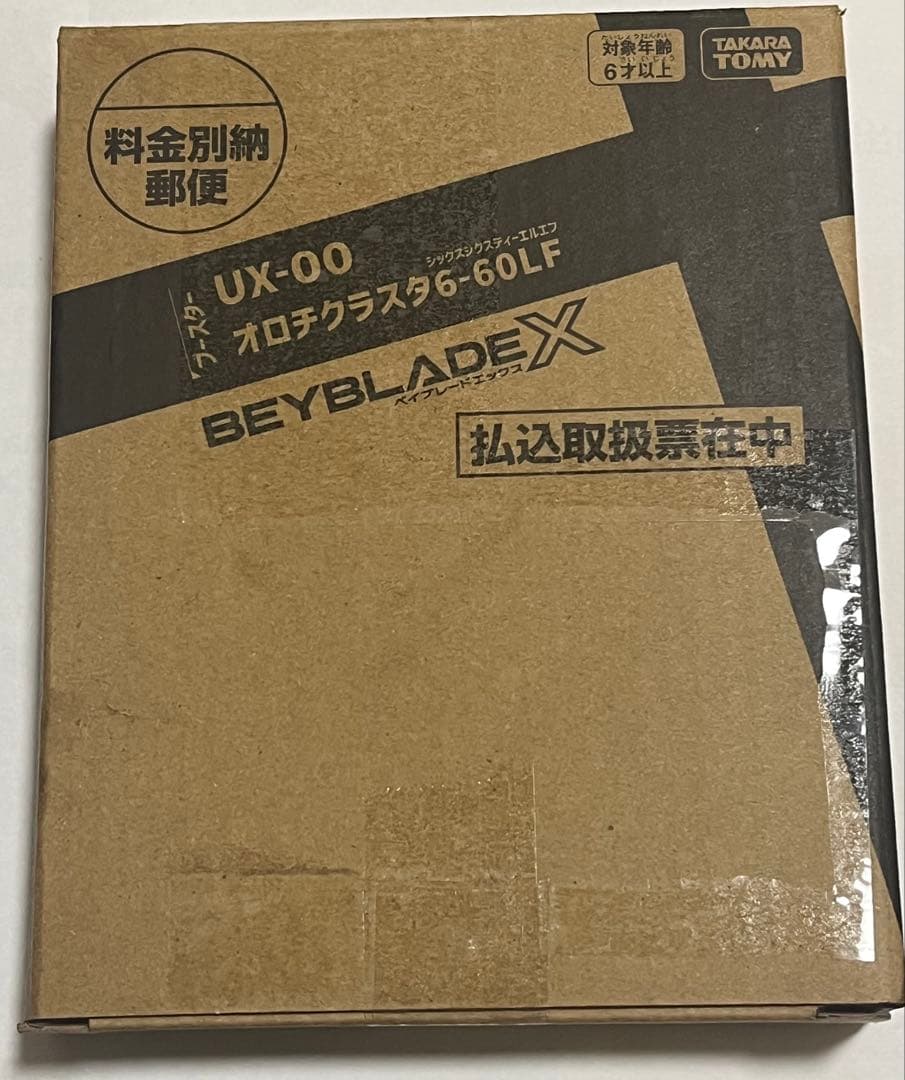 料金別納
郵便
たいしょうねんれい
対象年齢
さいいじょう
6才以上
TAKARA
TOMY
ブースター
UX-00
シックスシクスティーエルエフ
オロチクラスタ6-60LF
BEYBLADE X
ベイブレードエックス
払込取扱票在中